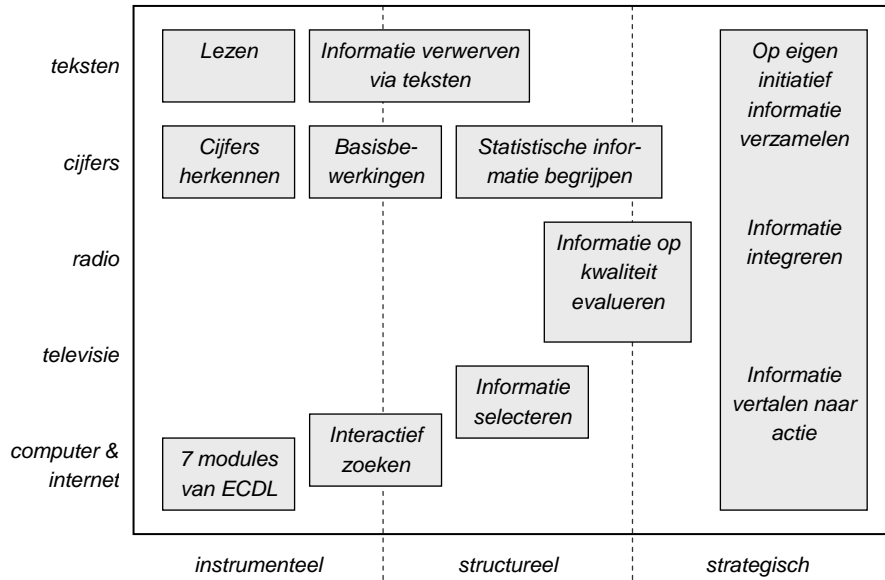 teksten
Lezen
Informatie verwerven
via teksten
Op eigen
initiatief
informatie
verzamelen
cijfers
Cijfers
herkennen
Basisbe-
werkingen
Statistische infor-
matie begrijpen
radio
Informatie op
kwaliteit
evalueren
Informatie
integreren
televisie
Informatie
selecteren
Informatie
vertalen naar
actie
computer &
internet
7 modules
van ECDL
Interactief
zoeken
instrumenteel
structureel
strategisch